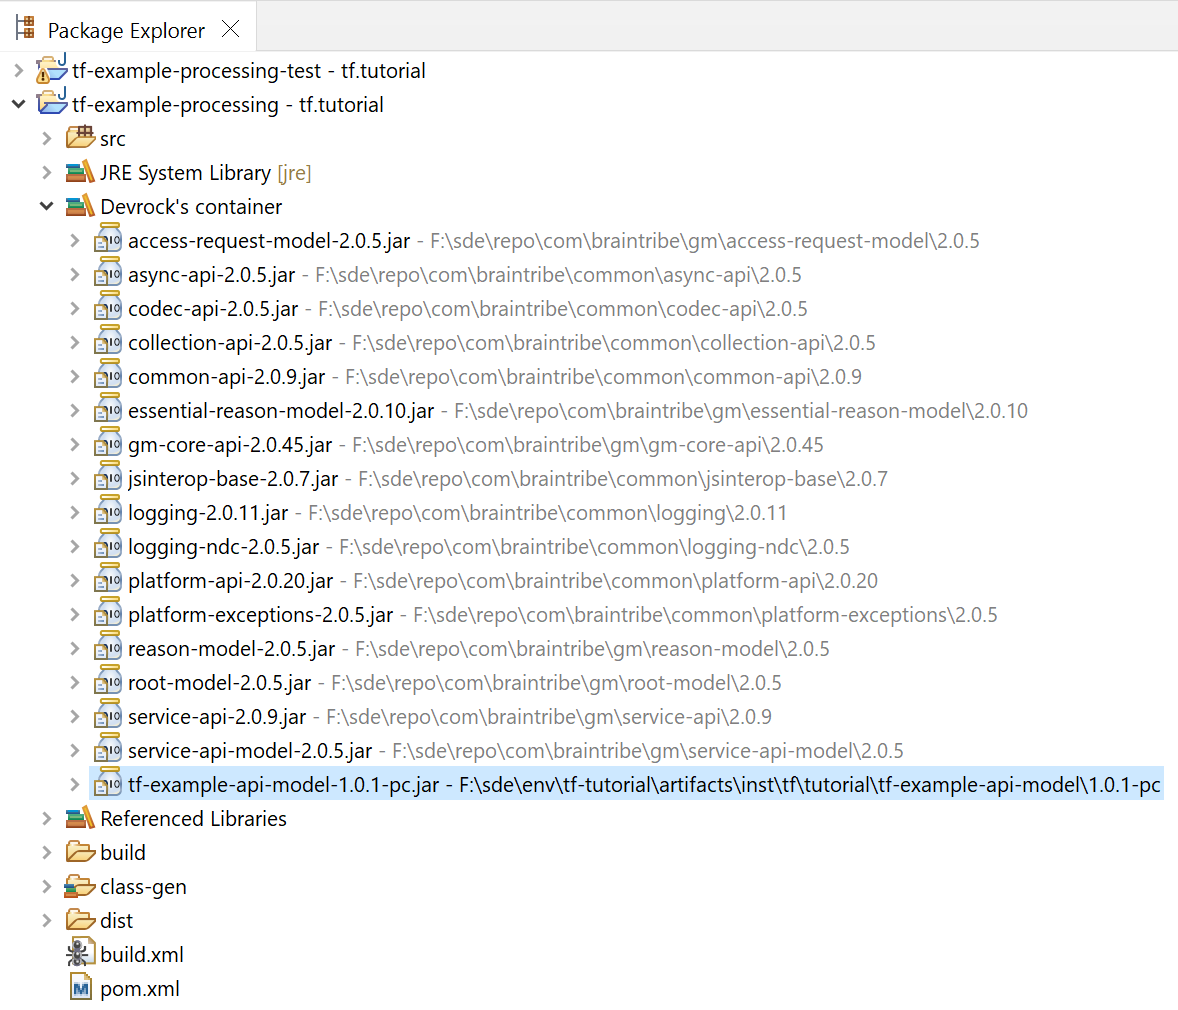 Package Explorer
tf-example-processing-test - tf.tutorial
tf-example-processing - tf.tutorial
src
JRE System Library [jre]
Devrock's container
access-request-model-2.0.5.jar - F:\sde\repo\com\braintribe\gm\access-request-model\2.0.5
async-api-2.0.5.jar - F:\sde\repo\com\braintribe\common\async-api\2.0.5
codec-api-2.0.5.jar - F:\sde\repo\com\braintribe\common\codec-api\2.0.5
collection-api-2.0.5.jar - F:\sde\repo\com\braintribe\common\collection-api\2.0.5
common-api-2.0.9.jar - F:\sde\repo\com\braintribe\common\common-api\2.0.9
essential-reason-model-2.0.10.jar - F:\sde\repo\com\braintribe\gm\essential-reason-model\2.0.10
gm-core-api-2.0.45.jar - F:\sde\repo\com\braintribe\gm\gm-core-api\2.0.45
jsinterop-base-2.0.7.jar - F:\sde\repo\com\braintribe\common\jsinterop-base\2.0.7
logging-2.0.11.jar - F:\sde\repo\com\braintribe\common\logging\2.0.11
logging-ndc-2.0.5.jar - F:\sde\repo\com\braintribe\common\logging-ndc\2.0.5
platform-api-2.0.20.jar - F:\sde\repo\com\braintribe\common\platform-api\2.0.20
platform-exceptions-2.0.5.jar - F:\sde\repo\com\braintribe\common\platform-exceptions\2.0.5
reason-model-2.0.5.jar - F:\sde\repo\com\braintribe\gm\reason-model\2.0.5
root-model-2.0.5.jar - F:\sde\repo\com\braintribe\gm\root-model\2.0.5
service-api-2.0.9.jar - F:\sde\repo\com\braintribe\gm\service-api\2.0.9
service-api-model-2.0.5.jar - F:\sde\repo\com\braintribe\gm\service-api-model\2.0.5
tf-example-api-model-1.0.1-pc.jar - F:\sde\env\tf-tutorial\artifacts\inst\tf\tutorial\tf-example-api-model\1.0.1-pc
Referenced Libraries
build
class-gen
dist
build.xml
pom.xml